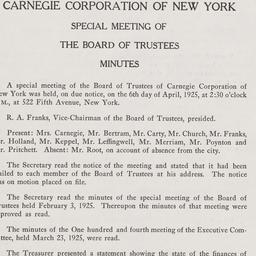 CARNEGIE CORPORATION OF NEW YORK
SPECIAL MEETING OF
THE BOARD OF TRUSTEES
MINUTES
A special meeting of the Board of Trustees of Carnegie Corporation of
ew York was held, on due notice, on the 6th day of April, 1925, at 2:30 o'clock
M., at 522 Fifth Avenue, New York.
R. A. Franks, Vice-Chairman of the Board of Trustees, presided.
Present: Mrs. Carnegie, Mr. Bertram, Mr. Carty, Mr. Church, Mr. Franks,
r. Holland, Mr. Keppel, Mr. Leffingwell, Mr. Merriam, Mr. Poynton and
r. Pritchett. Absent: Mr. Root, on account of absence from the city.
The Secretary read the notice of the meeting and stated that it had been
ailed to each member of the Board of Trustees at his address. The notice
as on motion placed on file.
The Secretary read the minutes of the special meeting of the Board of
ustees held February 3, 1925. Thereupon the minutes of that meeting were
proved as read.
The minutes of the One hundred and fourth meeting of the Executive Com-
ttee, held March 23, 1925, were read.
The Treasurer presented a statement showing the state of the finances of